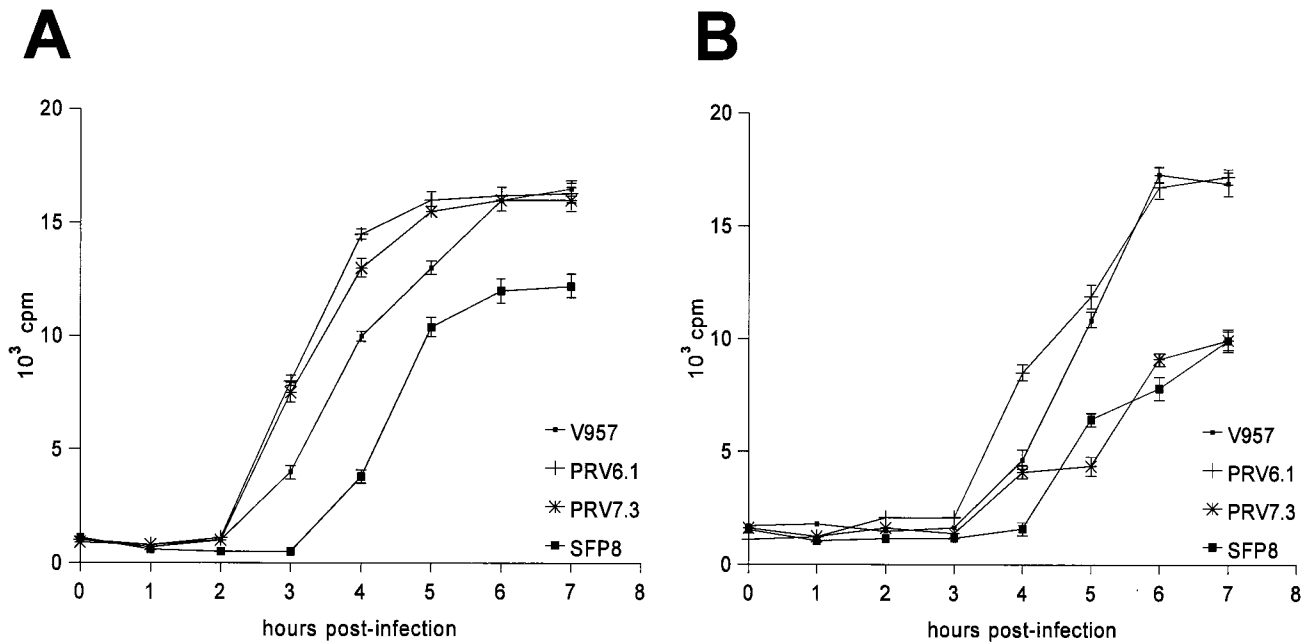 A
20
15
10
5
0
10³ cpm
0 1 2 3 4 5 6 7 8
hours post-infection
V957
PRV6.1
PRV7.3
SFP8
B
20
15
10
5
0
10³ cpm
0 1 2 3 4 5 6 7 8
hours post-infection
V957
PRV6.1
PRV7.3
SFP8